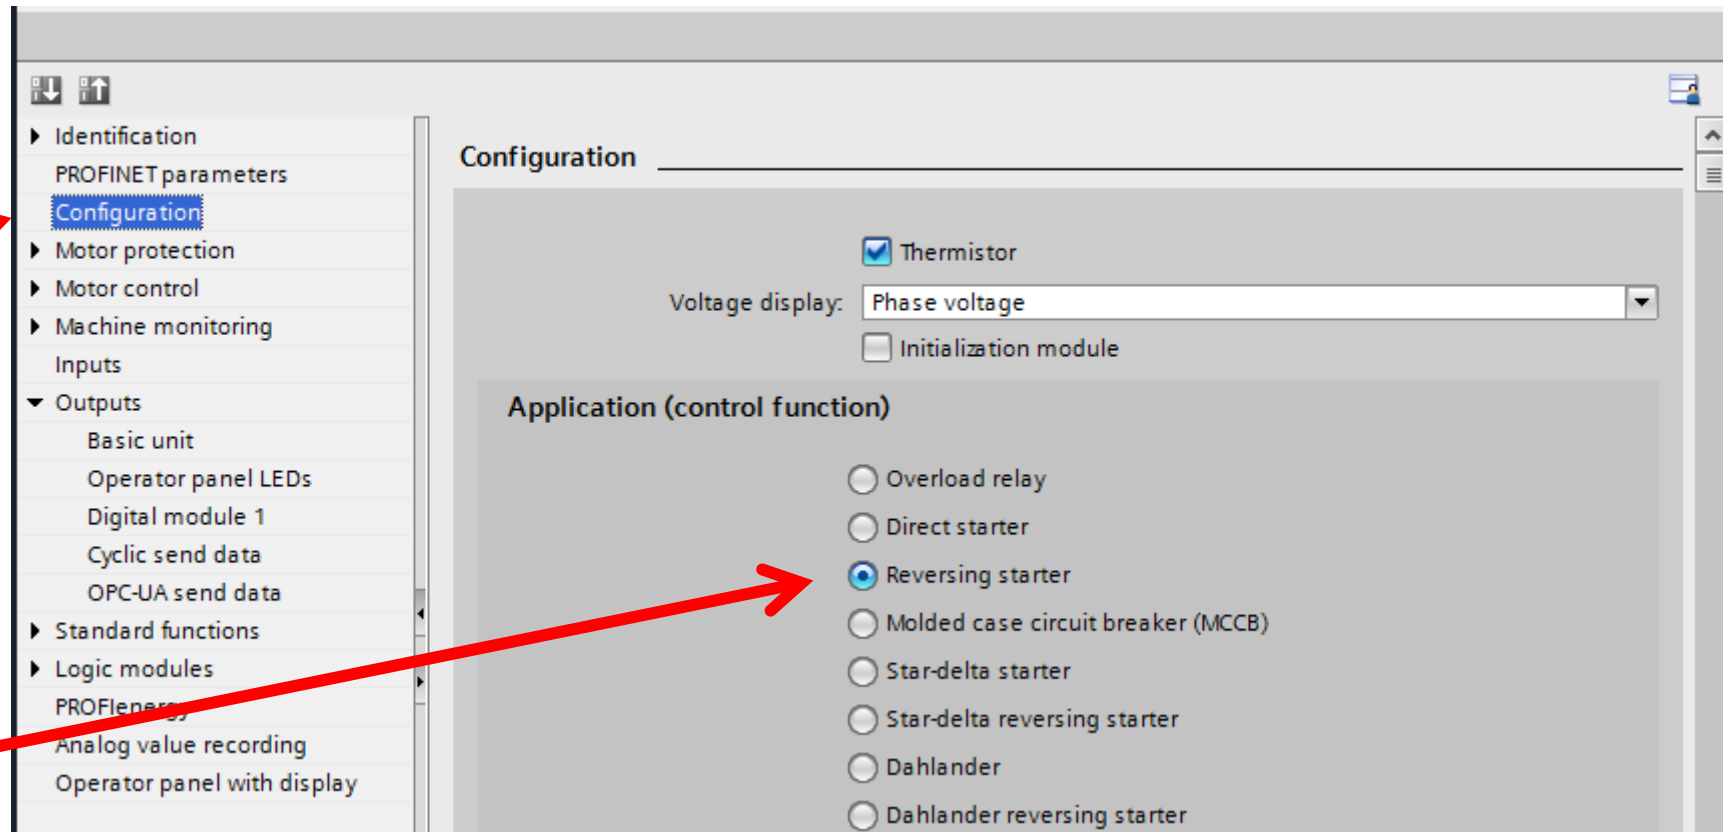 Identification
PROFINET parameters
Configuration
Motor protection
Motor control
Machine monitoring
Inputs
Outputs
Basic unit
Operator panel LEDs
Digital module 1
Cyclic send data
OPC-UA send data
Standard functions
Logic modules
PROFIenergy
Analog value recording
Operator panel with display
Configuration
Thermistor
Voltage display: Phase voltage
Initialization module
Application (control function)
Overload relay
Direct starter
Reversing starter
Molded case circuit breaker (MCCB)
Star-delta starter
Star-delta reversing starter
Dahlander
Dahlander reversing starter